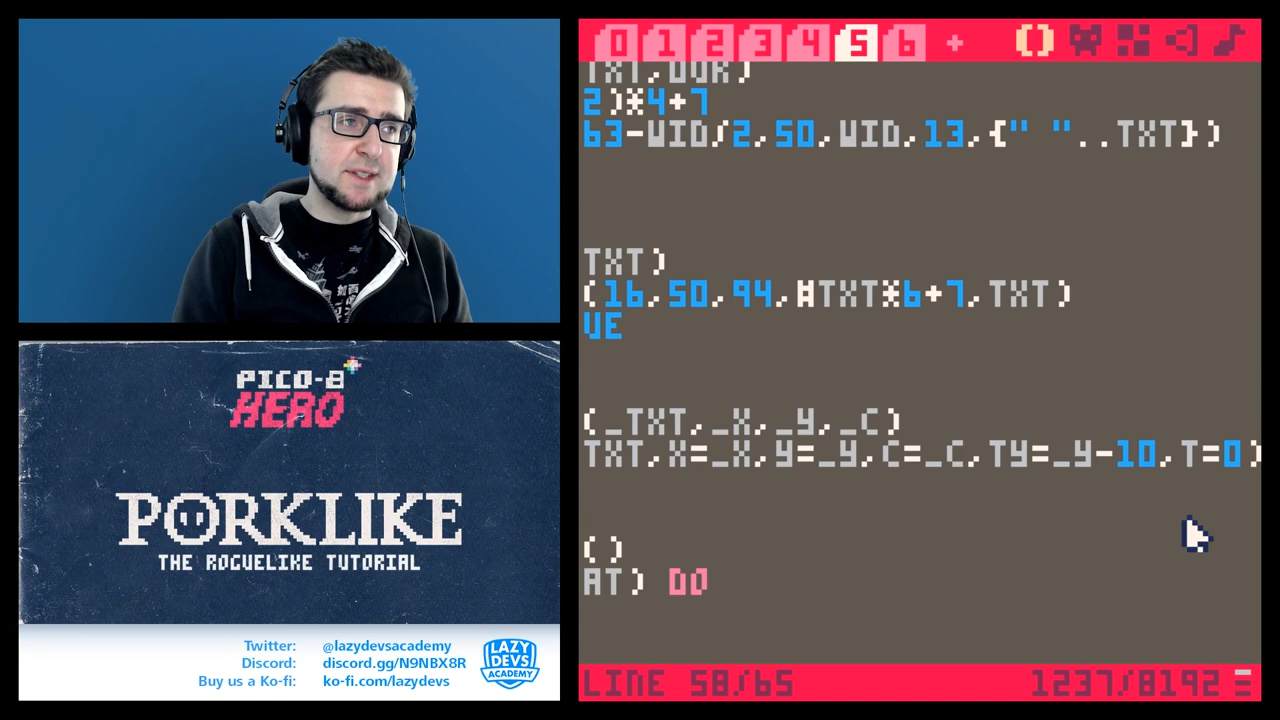 PICO-8
HERO
PORKLIKE
THE ROGUELIKE TUTORIAL
Twitter: @lazydevsacademy
Discord: discord.gg/N9NBX8R
Buy us a Ko-fi: ko-fi.com/lazydevs
LAZY
DEVS
ACADEMY
0 1 2 3 4 5 6 +
TXT,DUR)
2)*4+7
63-WID/2,50,WID,13,{" "..TXT})
TXT)
(16,50,94,#TXT*6+7,TXT)
UE
(_TXT,_X,_Y,_C)
TXT,X=_X,Y=_Y,C=_C,TY=_Y-10,T=0)
()
AT) DO
LINE 58/65
1237/8192